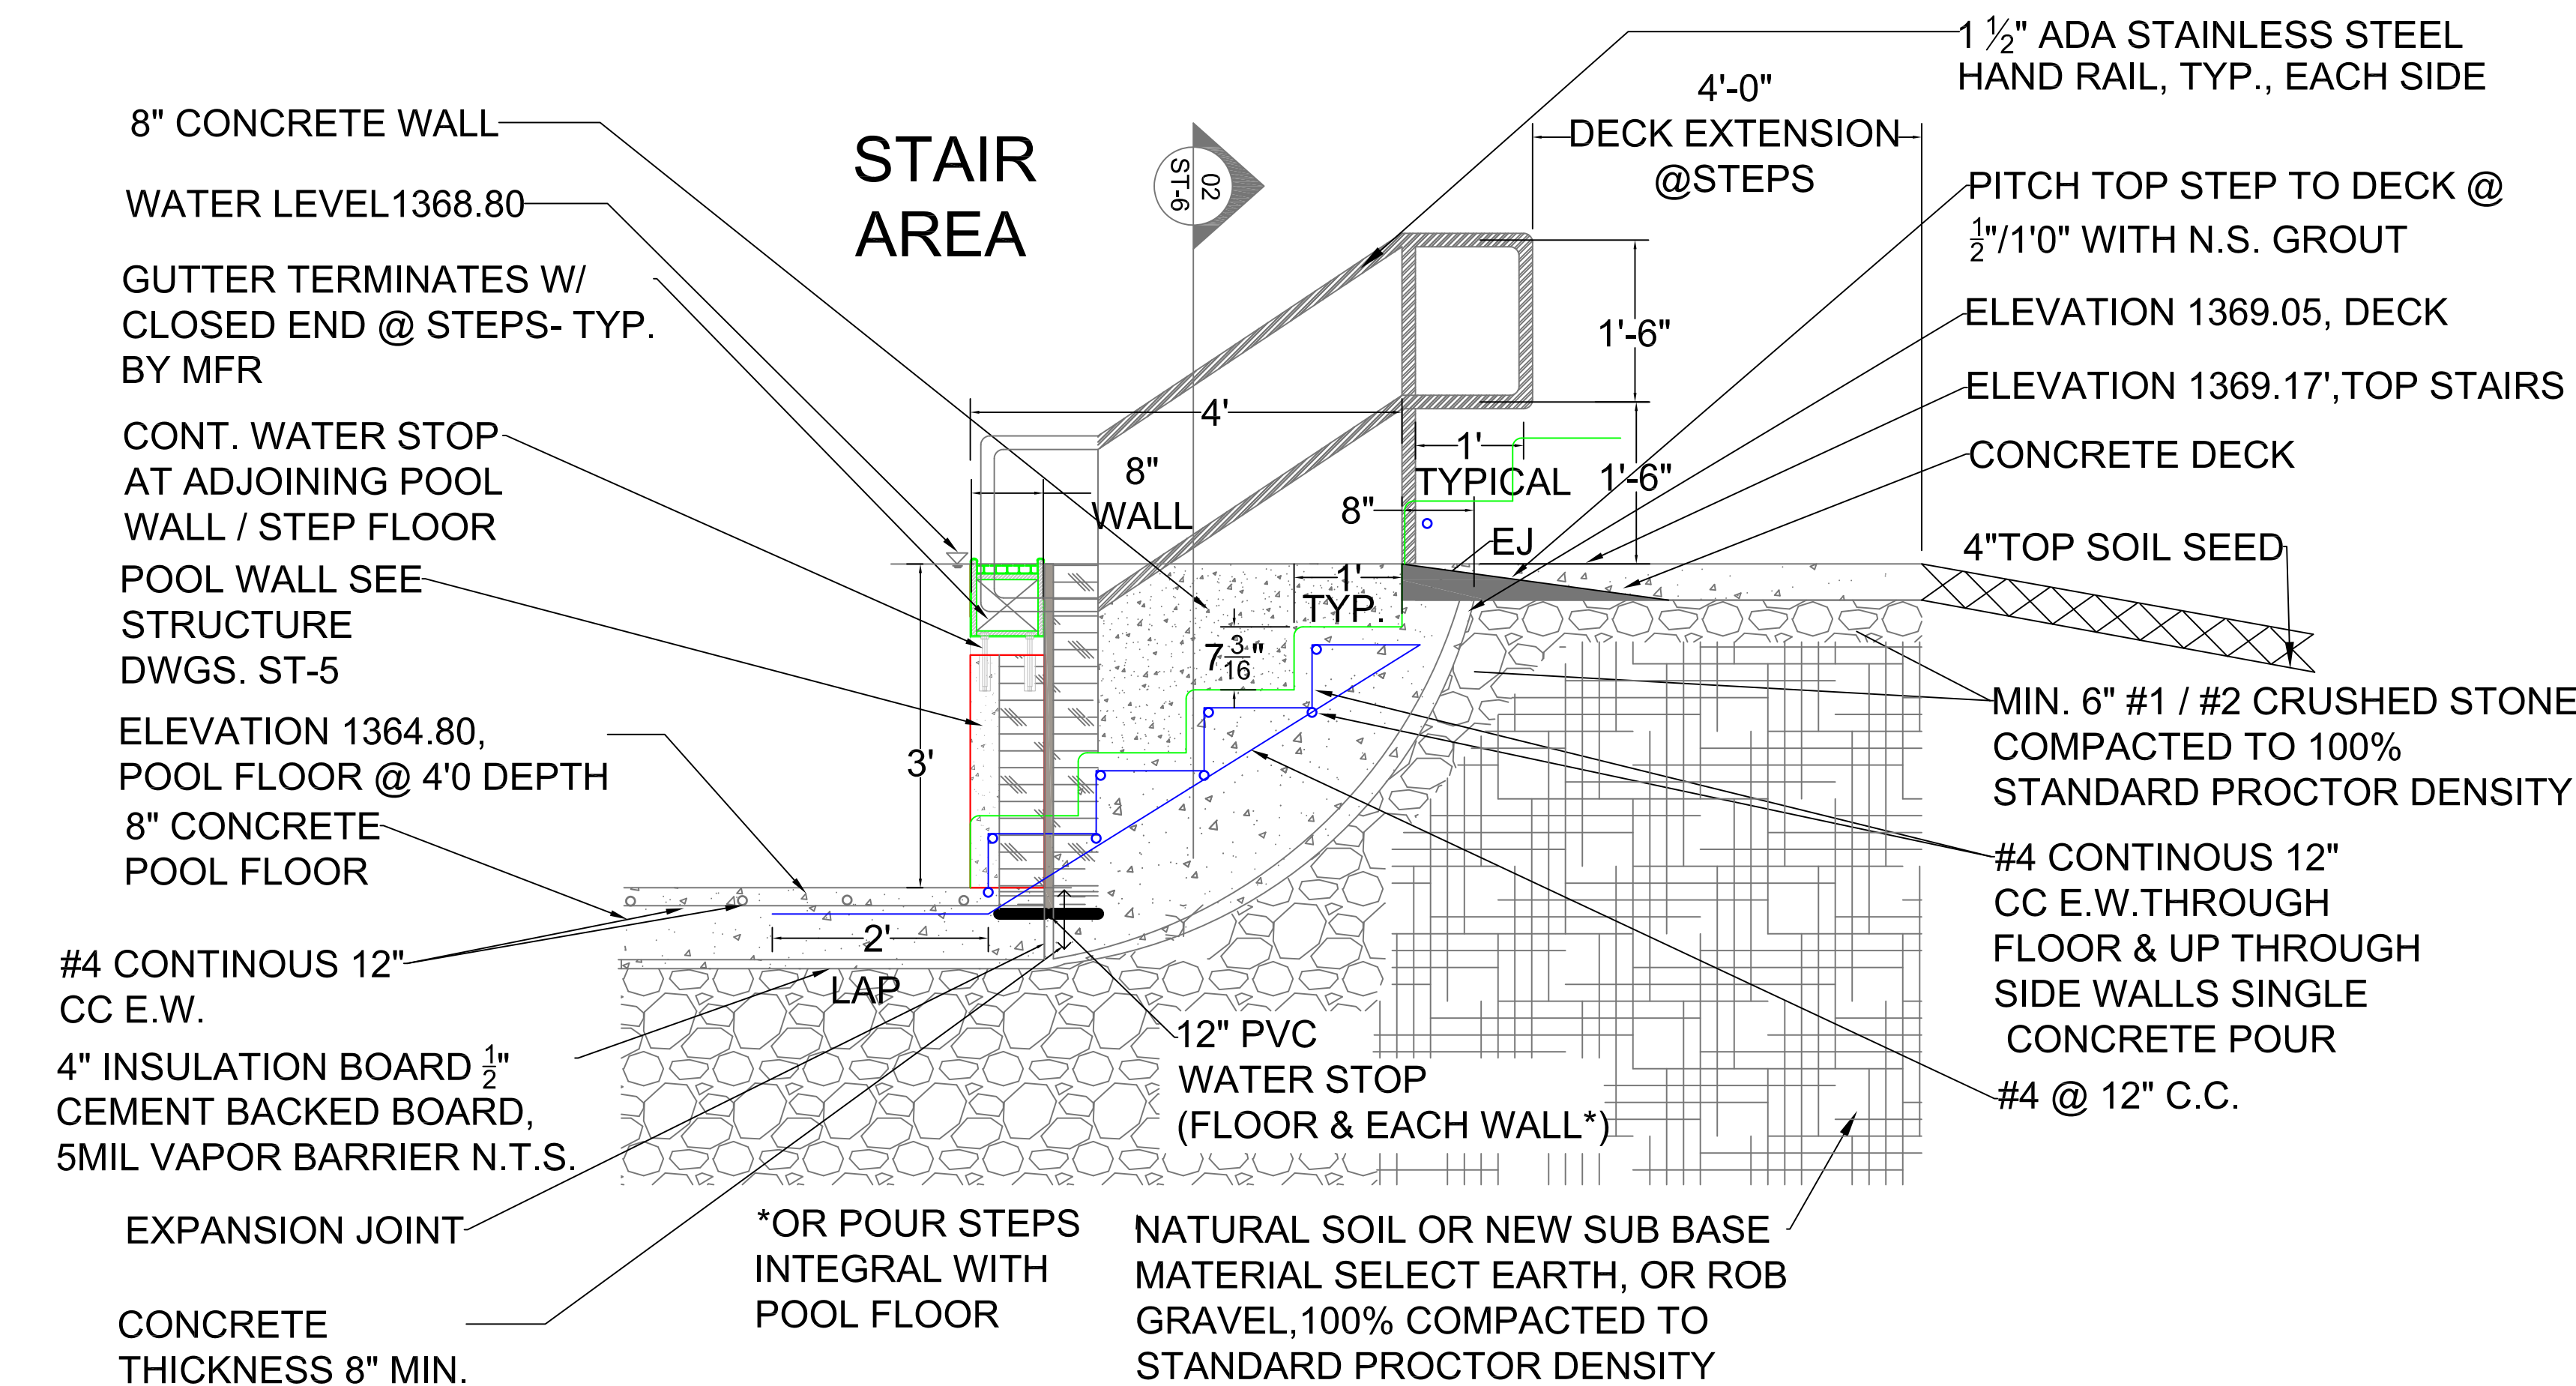 8" CONCRETE WALL
WATER LEVEL1368.80
GUTTER TERMINATES W/
CLOSED END @ STEPS- TYP.
BY MFR
CONT. WATER STOP
AT ADJOINING POOL
WALL / STEP FLOOR
POOL WALL SEE
STRUCTURE
DWGS. ST-5
ELEVATION 1364.80,
POOL FLOOR @ 4'0 DEPTH
8" CONCRETE
POOL FLOOR
#4 CONTINOUS 12"
CC E.W.
4" INSULATION BOARD ½"
CEMENT BACKED BOARD,
5MIL VAPOR BARRIER N.T.S.
EXPANSION JOINT
CONCRETE
THICKNESS 8" MIN.
STAIR
AREA
02
ST-6
4'
8"
WALL
3'
2'
LAP
7 3/16"
1'
TYP.
8"
EJ
1'
TYPICAL
1'-6"
1'-6"
4'-0"
DECK EXTENSION
@STEPS
12" PVC
WATER STOP
(FLOOR & EACH WALL*)
*OR POUR STEPS
INTEGRAL WITH
POOL FLOOR
NATURAL SOIL OR NEW SUB BASE
MATERIAL SELECT EARTH, OR ROB
GRAVEL,100% COMPACTED TO
STANDARD PROCTOR DENSITY
1 ½" ADA STAINLESS STEEL
HAND RAIL, TYP., EACH SIDE
PITCH TOP STEP TO DECK @
½"/1'0" WITH N.S. GROUT
ELEVATION 1369.05, DECK
ELEVATION 1369.17',TOP STAIRS
CONCRETE DECK
4"TOP SOIL SEED
MIN. 6" #1 / #2 CRUSHED STONE
COMPACTED TO 100%
STANDARD PROCTOR DENSITY
#4 CONTINOUS 12"
CC E.W.THROUGH
FLOOR & UP THROUGH
SIDE WALLS SINGLE
CONCRETE POUR
#4 @ 12" C.C.